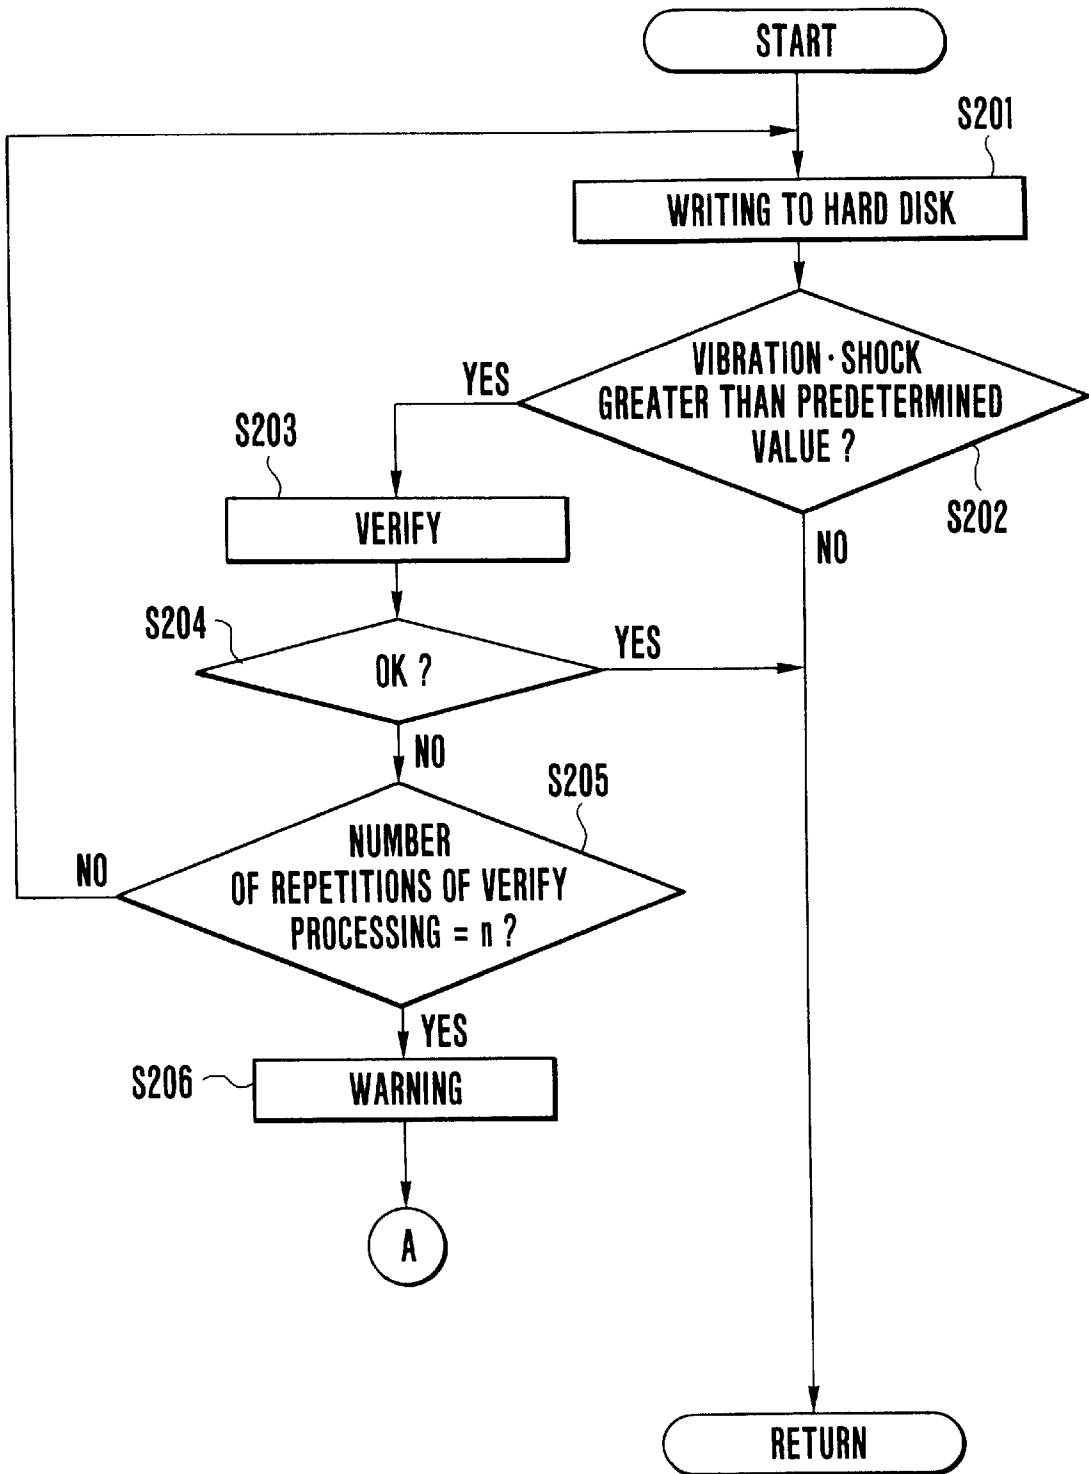 START
S201
WRITING TO HARD DISK
VIBRATION·SHOCK
GREATER THAN PREDETERMINED
VALUE ?
YES
S202
NO
S203
VERIFY
S204
OK ?
YES
NO
S205
NUMBER
OF REPETITIONS OF VERIFY
PROCESSING = n ?
NO
YES
S206
WARNING
A
RETURN